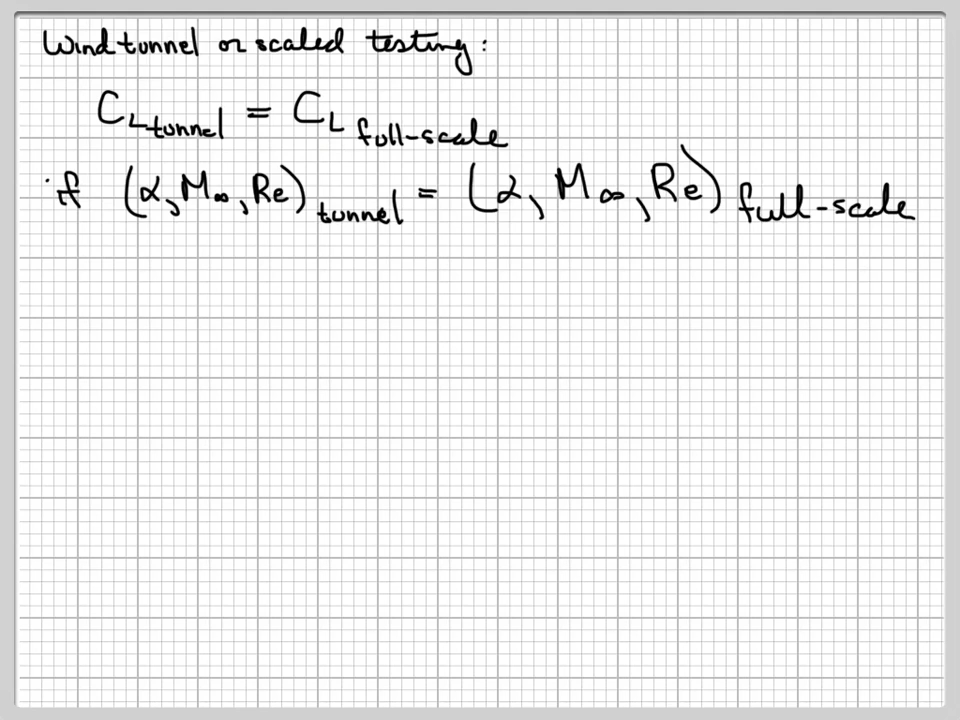 Wind tunnel or scaled testing:
C_L tunnel = C_L full-scale
if (α, M∞, Re) tunnel = (α, M∞, Re) full-scale